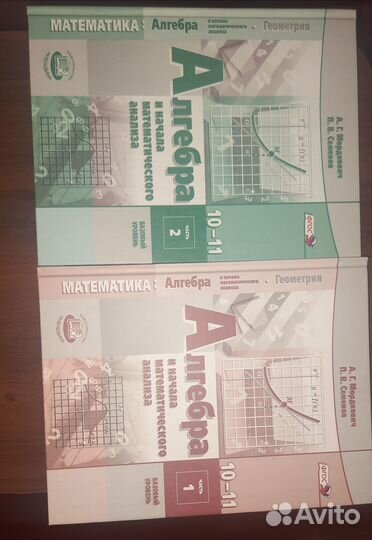 МАТЕМАТИКА: Алгебра и начала математического анализа, Геометрия
А. Г. Мордкович
П. В. Семенов
Алгебра
и начала
математического
анализа
10–11
ЧАСТЬ
2
БАЗОВЫЙ
УРОВЕНЬ
ФГОС
y = f(x)
M
МАТЕМАТИКА: Алгебра и начала математического анализа, Геометрия
А. Г. Мордкович
П. В. Семенов
Алгебра
и начала
математического
анализа
10–11
ЧАСТЬ
1
БАЗОВЫЙ
УРОВЕНЬ
ФГОС
y = f(x)
M
Avito